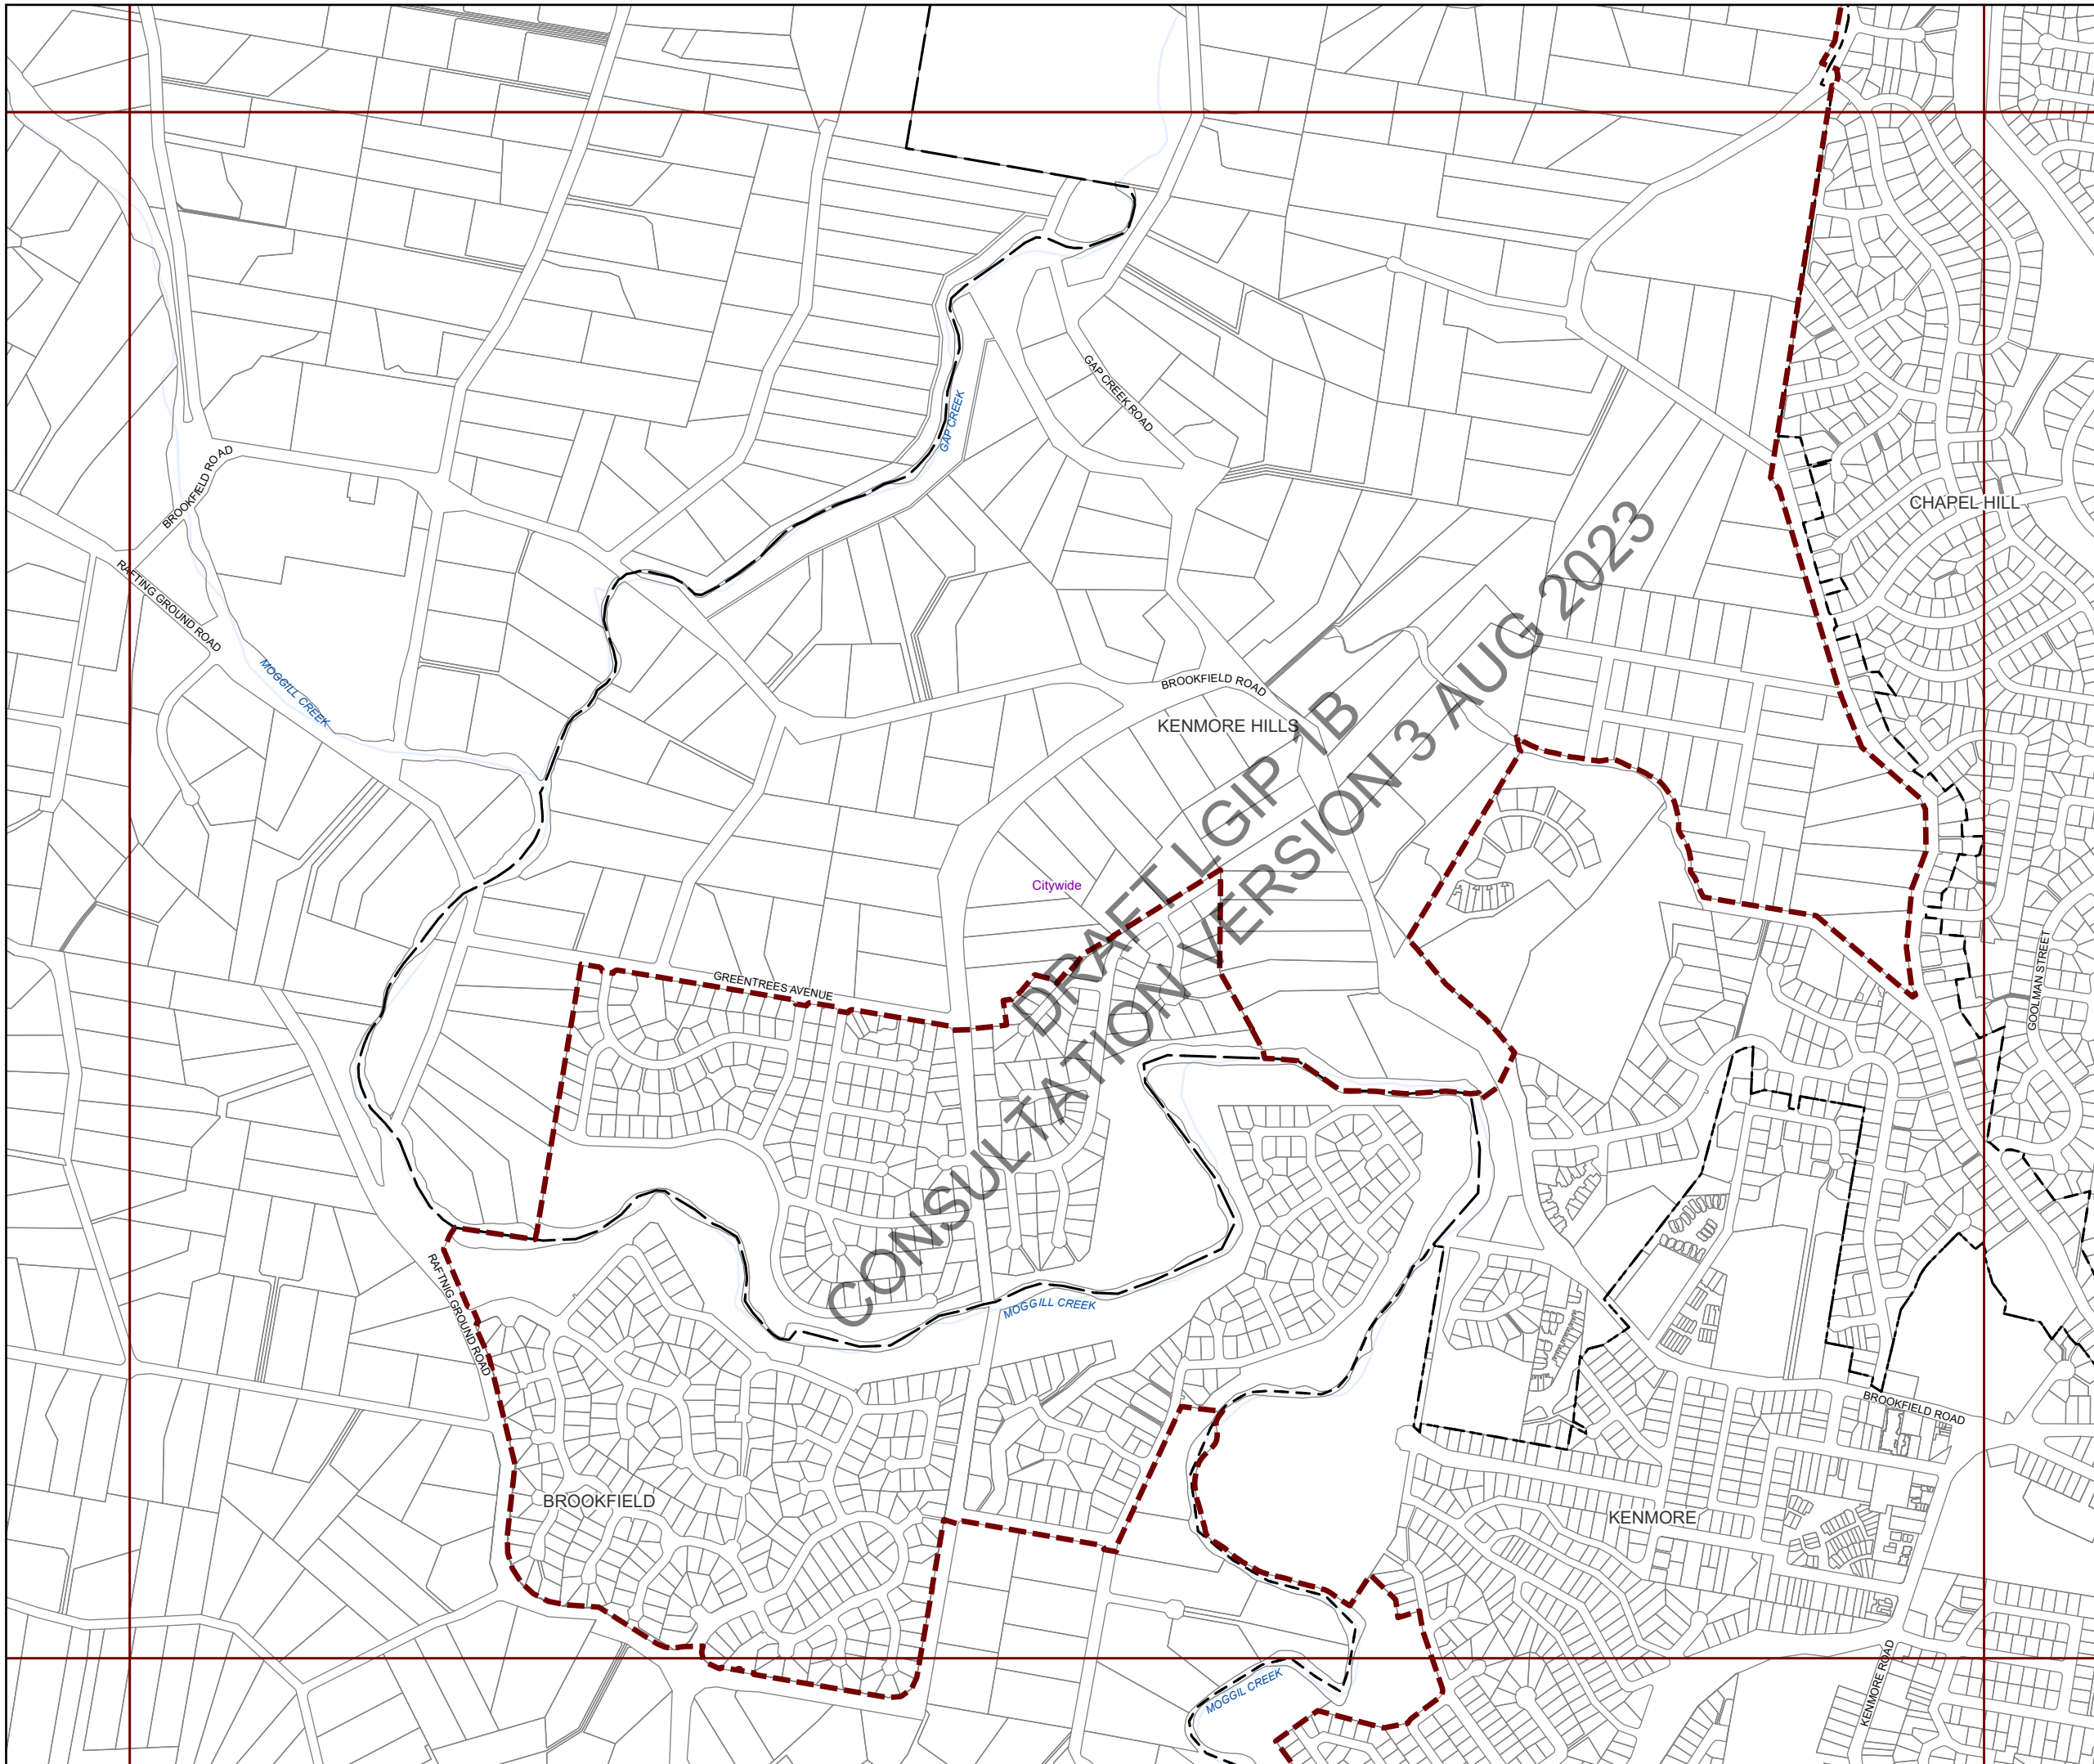 GAP CREEK ROAD
GAP CREEK
BROOKFIELD ROAD
CHAPEL HILL
RAFTING GROUND ROAD
MOGGILL CREEK
BROOKFIELD ROAD
KENMORE HILLS
DRAFT LGIP 1B
CONSULTATION VERSION 3 AUG 2023
Citywide
GREENTREES AVENUE
GOOLMAN STREET
RAFTNIG GROUND ROAD
MOGGILL CREEK
BROOKFIELD ROAD
BROOKFIELD
KENMORE
KENMORE ROAD
MOGGIL CREEK